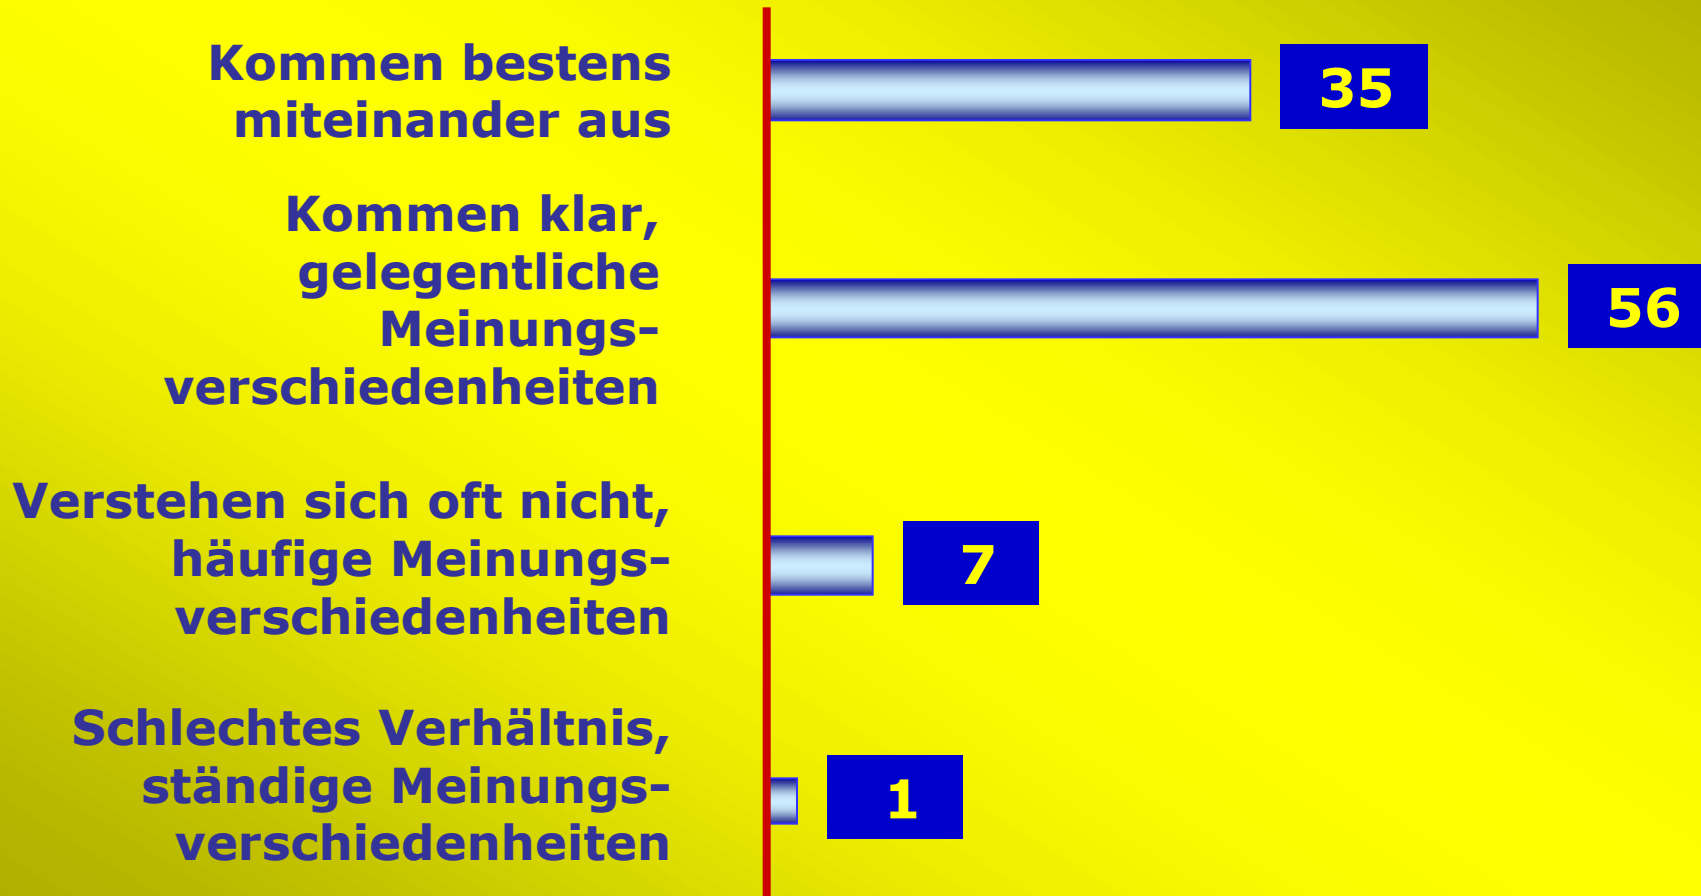 Kommen bestens
miteinander aus
35
Kommen klar,
gelegentliche
Meinungs-
verschiedenheiten
56
Verstehen sich oft nicht,
häufige Meinungs-
verschiedenheiten
7
Schlechtes Verhältnis,
ständige Meinungs-
verschiedenheiten
1